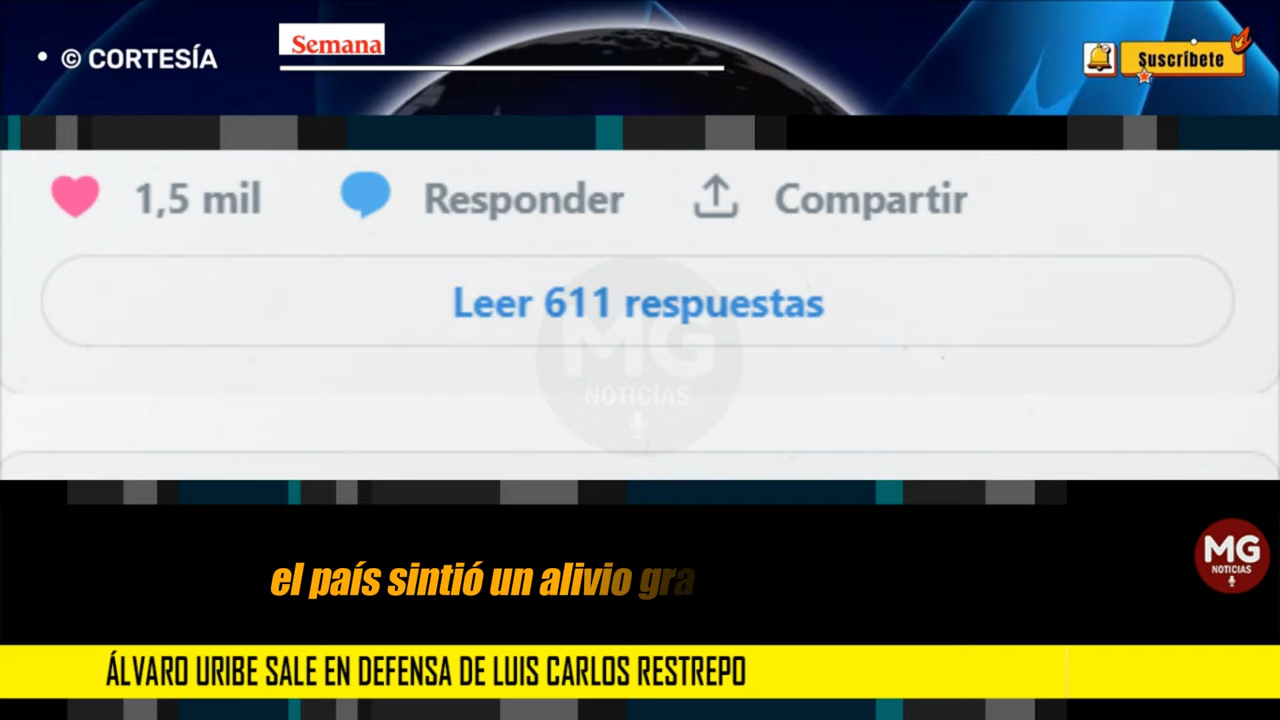 • © CORTESÍA
Semana
Suscríbete
1,5 mil Responder Compartir
Leer 611 respuestas
MG
NOTICIAS
MG
NOTICIAS
el país sintió un alivio gra
ÁLVARO URIBE SALE EN DEFENSA DE LUIS CARLOS RESTREPO